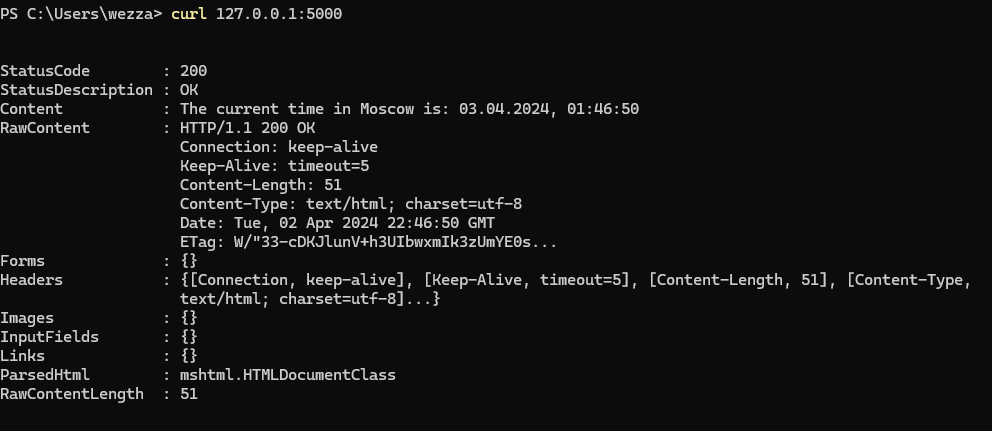 PS C:\Users\wezza> curl 127.0.0.1:5000
StatusCode        : 200
StatusDescription : OK
Content           : The current time in Moscow is: 03.04.2024, 01:46:50
RawContent        : HTTP/1.1 200 OK
                    Connection: keep-alive
                    Keep-Alive: timeout=5
                    Content-Length: 51
                    Content-Type: text/html; charset=utf-8
                    Date: Tue, 02 Apr 2024 22:46:50 GMT
                    ETag: W/"33-cDKJlunV+h3UIbwxmIk3zUmYE0s...
Forms             : {}
Headers           : {[Connection, keep-alive], [Keep-Alive, timeout=5], [Content-Length, 51], [Content-Type,
                    text/html; charset=utf-8]...}
Images            : {}
InputFields       : {}
Links             : {}
ParsedHtml        : mshtml.HTMLDocumentClass
RawContentLength  : 51